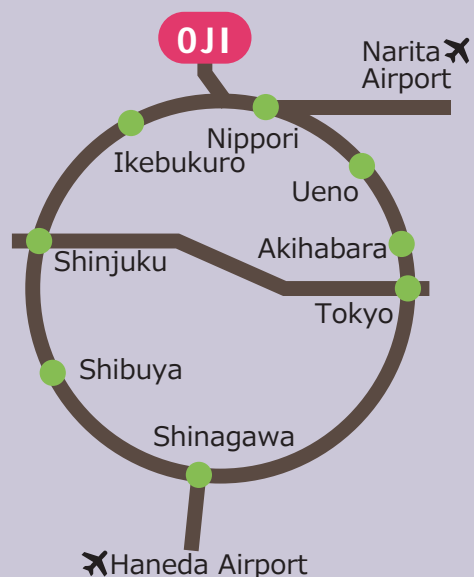 OJI
Narita
Airport
Nippori
Ikebukuro
Ueno
Akihabara
Shinjuku
Tokyo
Shibuya
Shinagawa
Haneda Airport